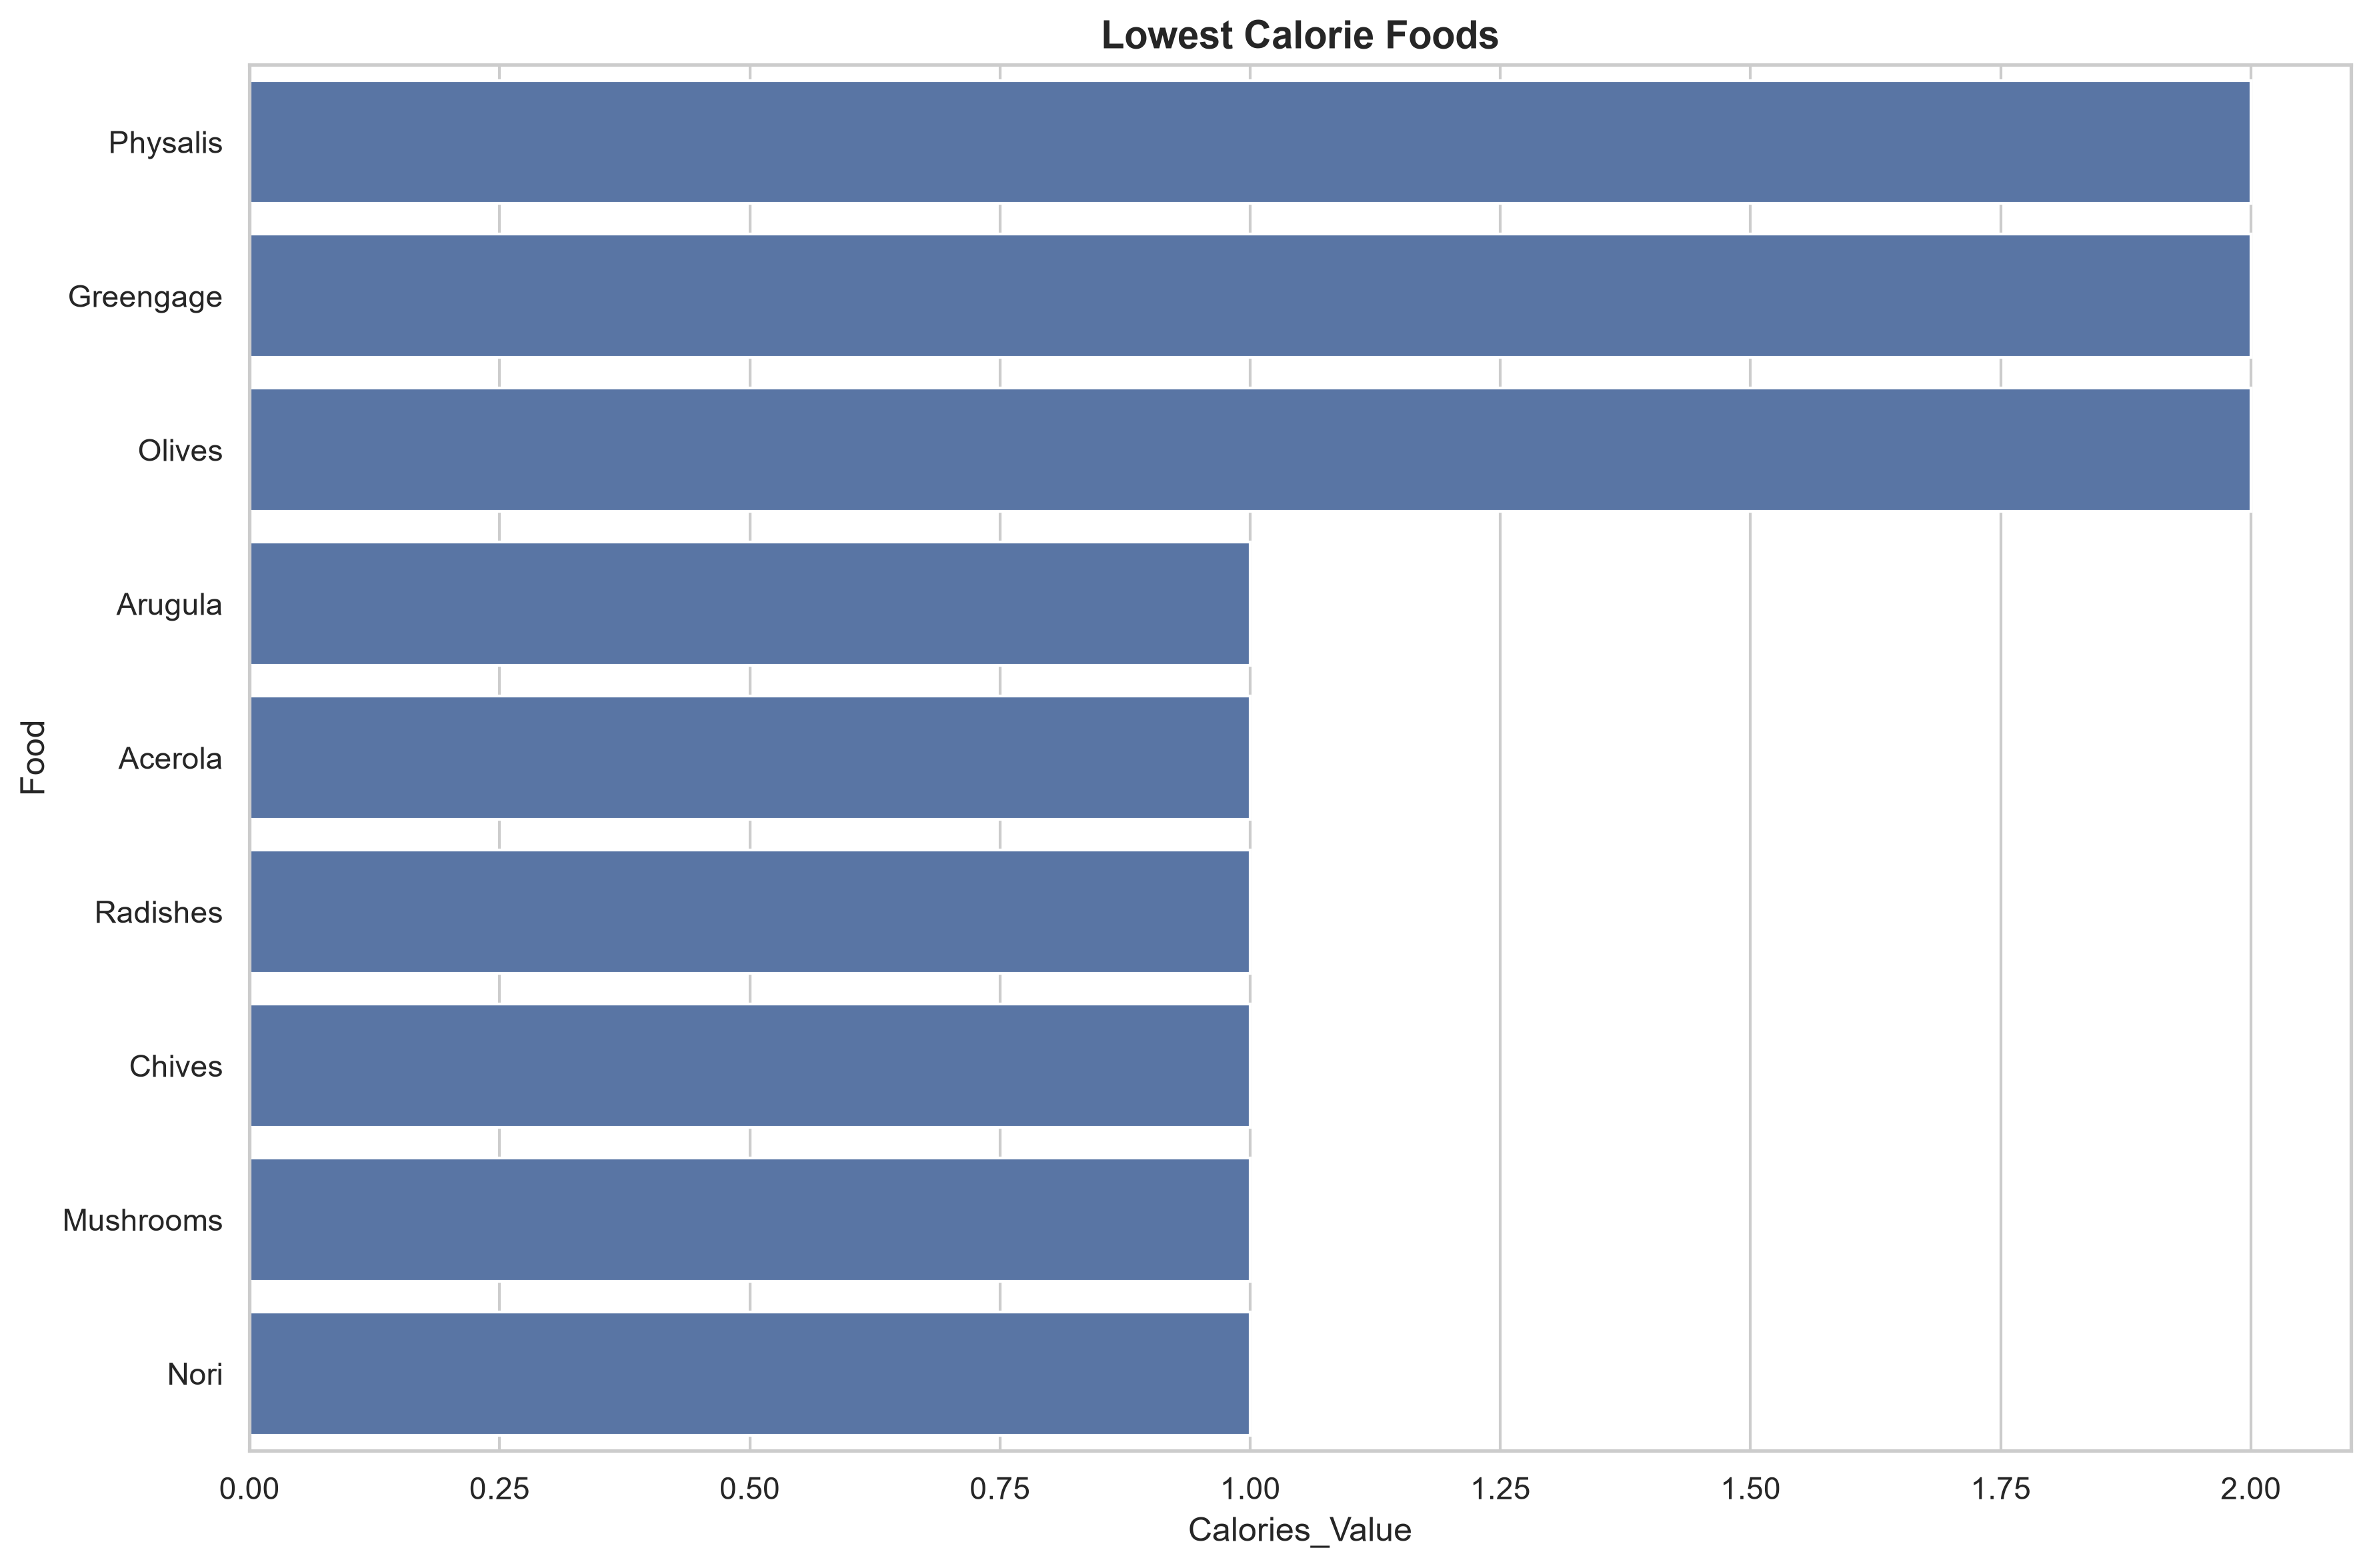 Lowest Calorie Foods
Physalis
Greengage
Olives
Arugula
Acerola
Radishes
Chives
Mushrooms
Nori
Food
0.00 0.25 0.50 0.75 1.00 1.25 1.50 1.75 2.00
Calories_Value